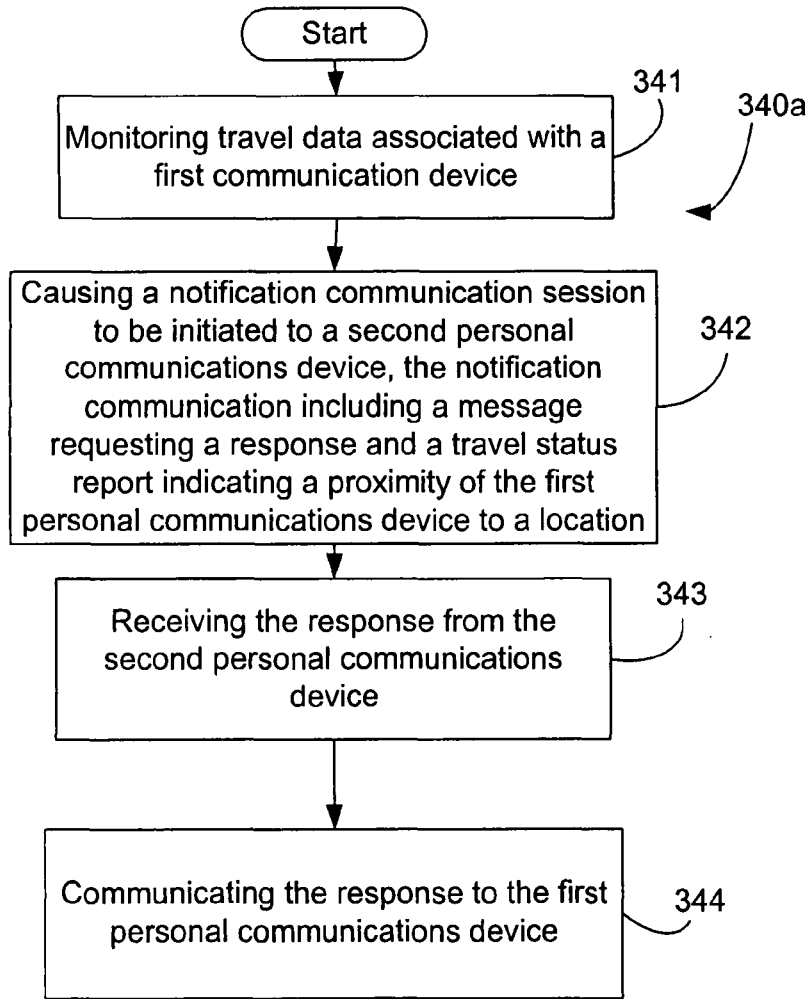 Start
341
340a
Monitoring travel data associated with a
first communication device
Causing a notification communication session
to be initiated to a second personal
communications device, the notification
communication including a message
requesting a response and a travel status
report indicating a proximity of the first
personal communications device to a location
342
Receiving the response from the
second personal communications
device
343
Communicating the response to the first
personal communications device
344